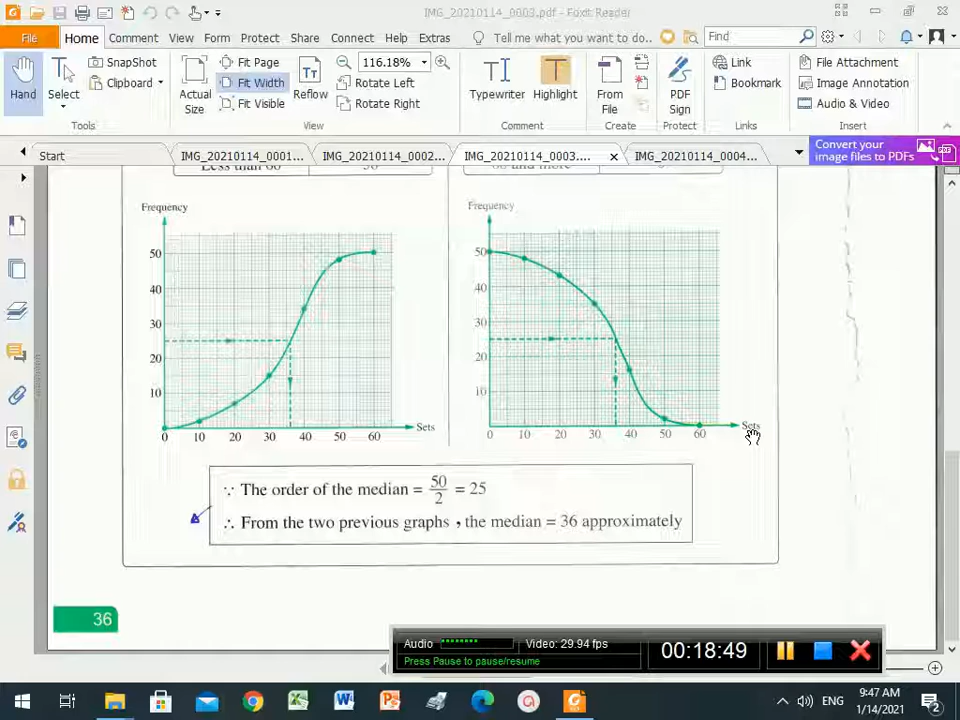 IMG_20210114_0003.pdf - Foxit Reader
File Home Comment View Form Protect Share Connect Help Extras Tell me what you want to do.. Find
Hand
Select
SnapShot
Clipboard
Tools
Actual Size
Fit Page
Fit Width
Fit Visible
Reflow
116.18%
Rotate Left
Rotate Right
View
Typewriter
Highlight
Comment
From File
Create
PDF Sign
Protect
Link
Bookmark
Links
File Attachment
Image Annotation
Audio & Video
Insert
Start IMG_20210114_0001... IMG_20210114_0002... IMG_20210114_0003.... IMG_20210114_0004...
Convert your
image files to PDFs
PDF
Less than 60
Frequency
50
40
30
20
10
0 10 20 30 40 50 60 Sets
Frequency
50
40
30
20
10
0 10 20 30 40 50 60 Sets
∵ The order of the median = 50/2 = 25
∴ From the two previous graphs , the median = 36 approximately
36
Audio Video: 29.94 fps
Press Pause to pause/resume
00:18:49
ENG
9:47 AM
1/14/2021
2